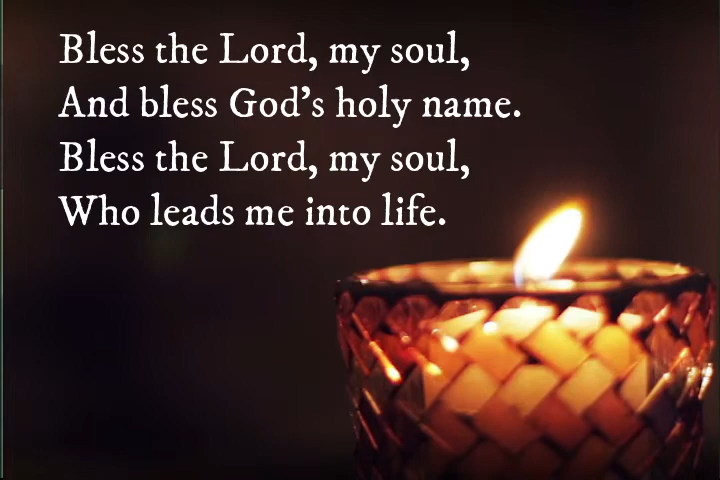 Bless the Lord, my soul,
And bless God's holy name.
Bless the Lord, my soul,
Who leads me into life.